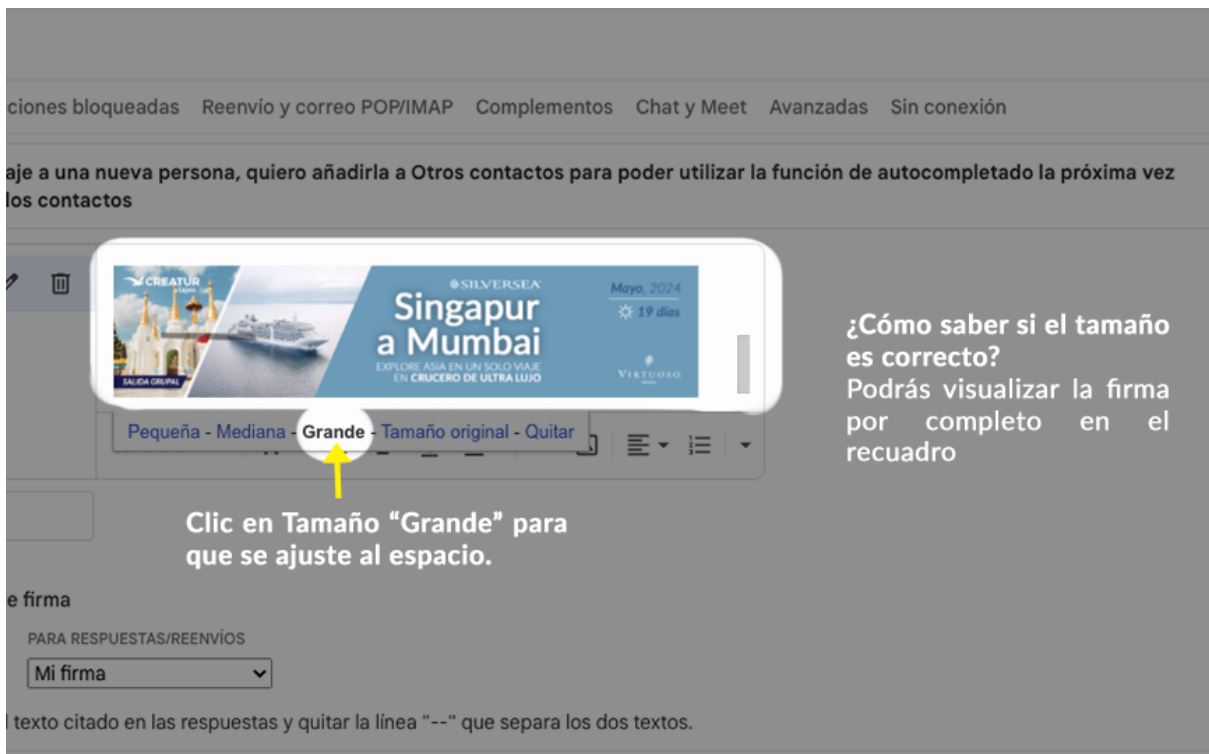 ciones bloqueadas Reenvío y correo POP/IMAP Complementos Chat y Meet Avanzadas Sin conexión
aje a una nueva persona, quiero añadirla a Otros contactos para poder utilizar la función de autocompletado la próxima vez
los contactos
CREATUR
VIAJES
SALIDA GRUPAL
SILVERSEA
Singapur
a Mumbai
EXPLORE ASIA EN UN SOLO VIAJE
EN CRUCERO DE ULTRA LUJO
Mayo, 2024
19 días
VIRTUOSO
¿Cómo saber si el tamaño
es correcto?
Podrás visualizar la firma
por completo en el
recuadro
Pequeña - Mediana - Grande - Tamaño original - Quitar
Clic en Tamaño “Grande” para
que se ajuste al espacio.
e firma
PARA RESPUESTAS/REENVÍOS
Mi firma
l texto citado en las respuestas y quitar la línea "--" que separa los dos textos.